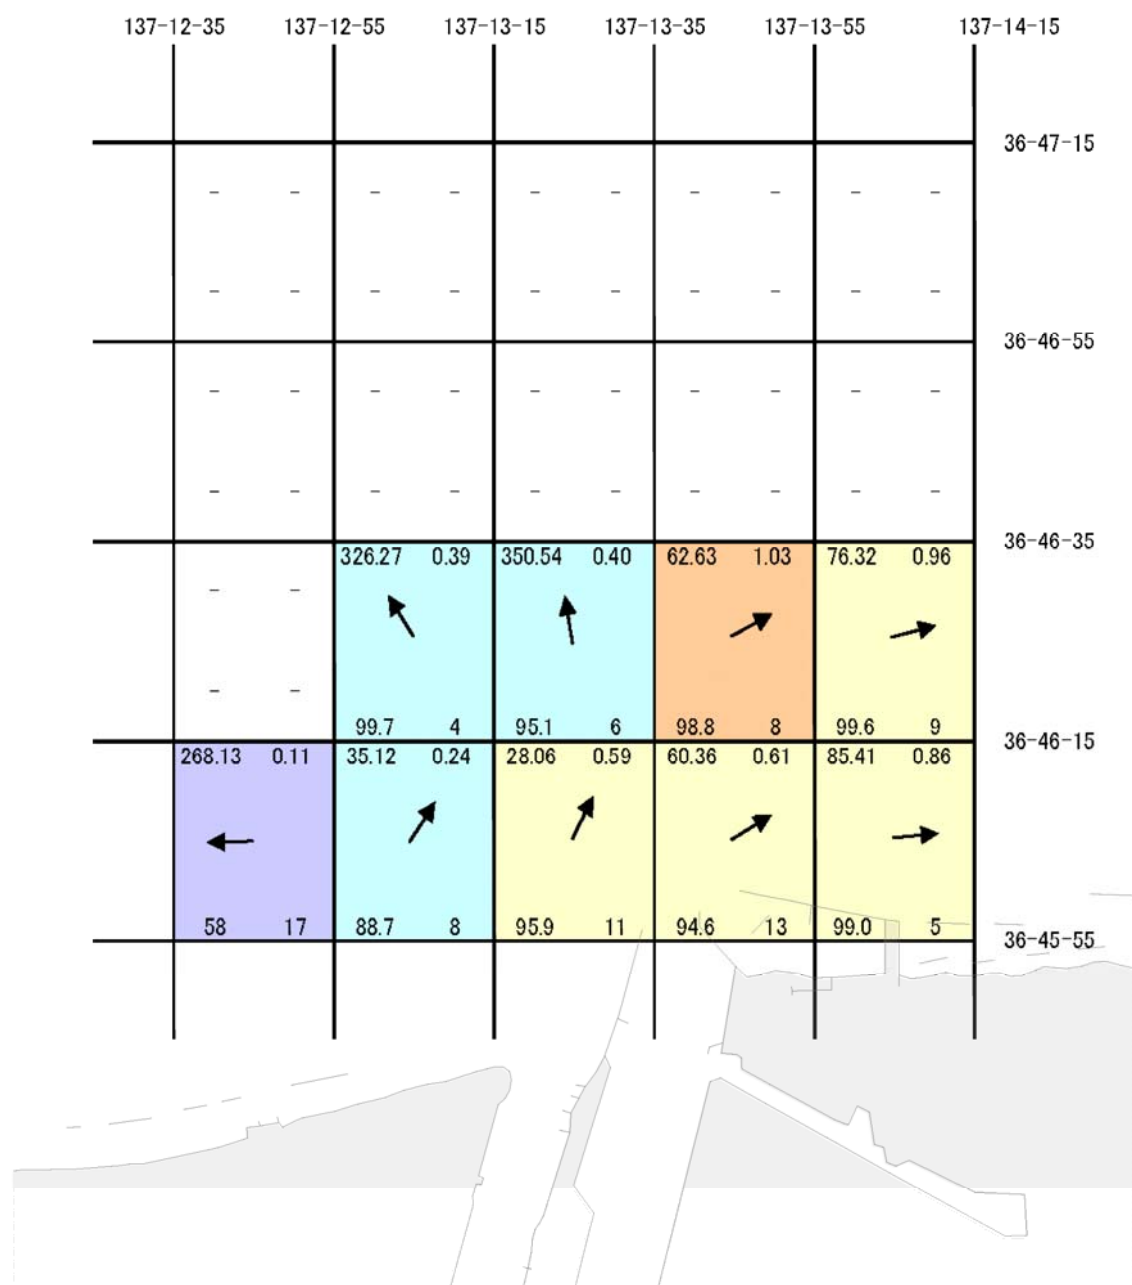 137-12-35 137-12-55 137-13-15 137-13-35 137-13-55 137-14-15
36-47-15
- - - - - - - - - -
- - - - - - - - - -
36-46-55
- - - - - - - - - -
- - - - - - - - - -
36-46-35
326.27 0.39 350.54 0.40 62.63 1.03 76.32 0.96
- -
- -
99.7 4 95.1 6 98.8 8 99.6 9
36-46-15
268.13 0.11 35.12 0.24 28.06 0.59 60.36 0.61 85.41 0.86
58 17 88.7 8 95.9 11 94.6 13 99.0 5
36-45-55